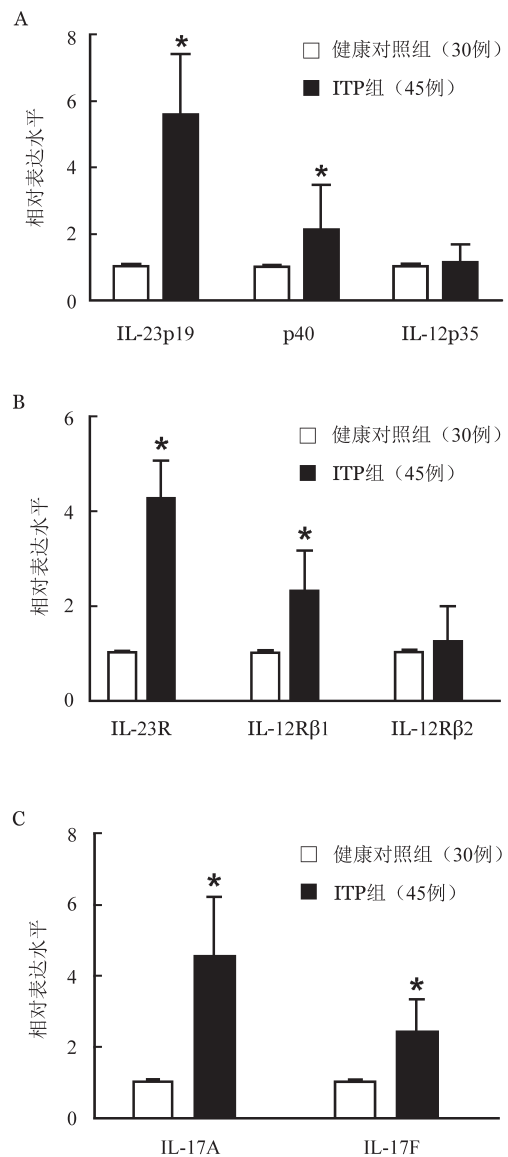 A
8
6
4
2
0
相对表达水平
*
*
健康对照组（30例）
ITP组（45例）
IL-23p19 p40 IL-12p35
B
6
4
2
0
相对表达水平
*
*
健康对照组（30例）
ITP组（45例）
IL-23R IL-12Rβ1 IL-12Rβ2
C
8
6
4
2
0
相对表达水平
*
*
健康对照组（30例）
ITP组（45例）
IL-17A IL-17F